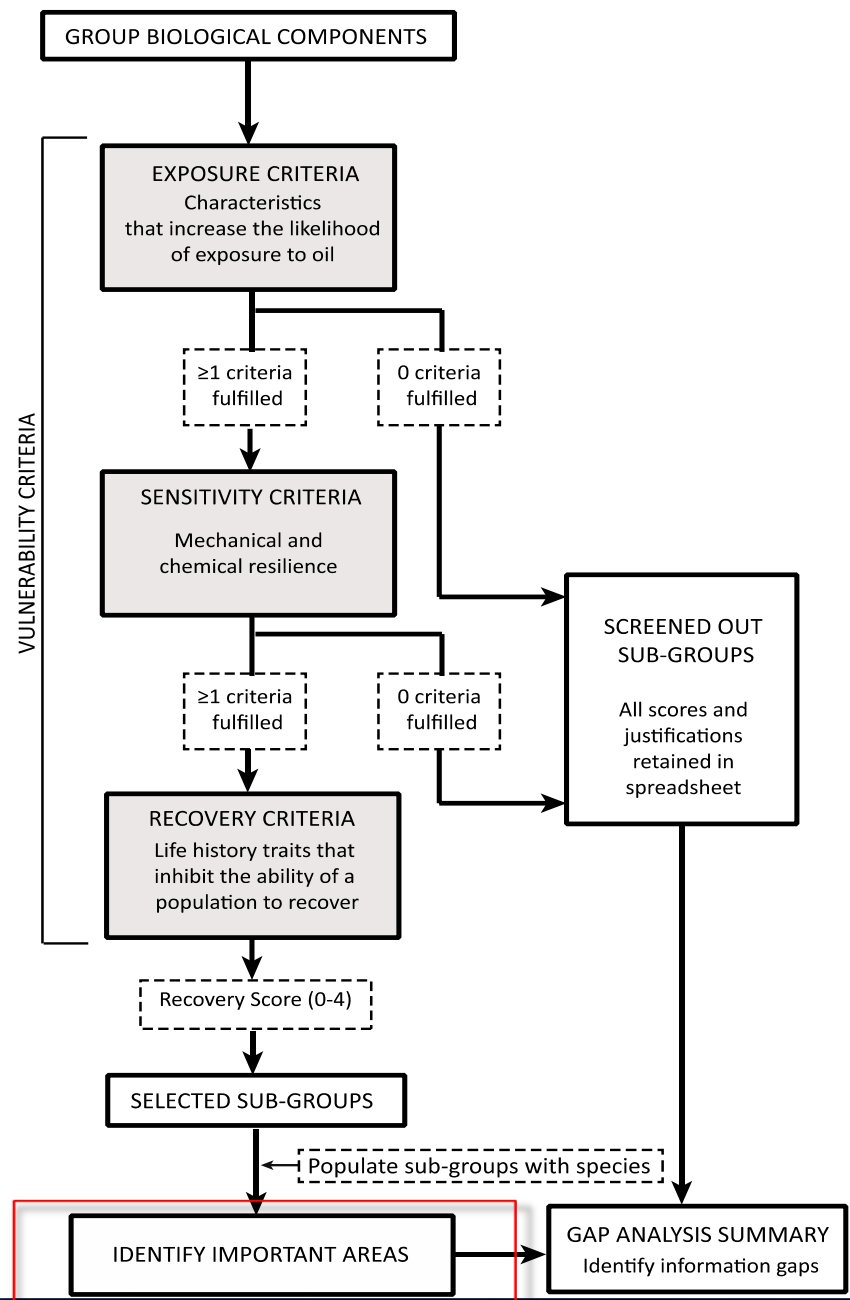 GROUP BIOLOGICAL COMPONENTS
EXPOSURE CRITERIA
Characteristics
that increase the likelihood
of exposure to oil
≥1 criteria
fulfilled
0 criteria
fulfilled
VULNERABILITY CRITERIA
SENSITIVITY CRITERIA
Mechanical and
chemical resilience
SCREENED OUT
SUB-GROUPS
All scores and
justifications
retained in
spreadsheet
≥1 criteria
fulfilled
0 criteria
fulfilled
RECOVERY CRITERIA
Life history traits that
inhibit the ability of a
population to recover
Recovery Score (0-4)
SELECTED SUB-GROUPS
Populate sub-groups with species
IDENTIFY IMPORTANT AREAS
GAP ANALYSIS SUMMARY
Identify information gaps